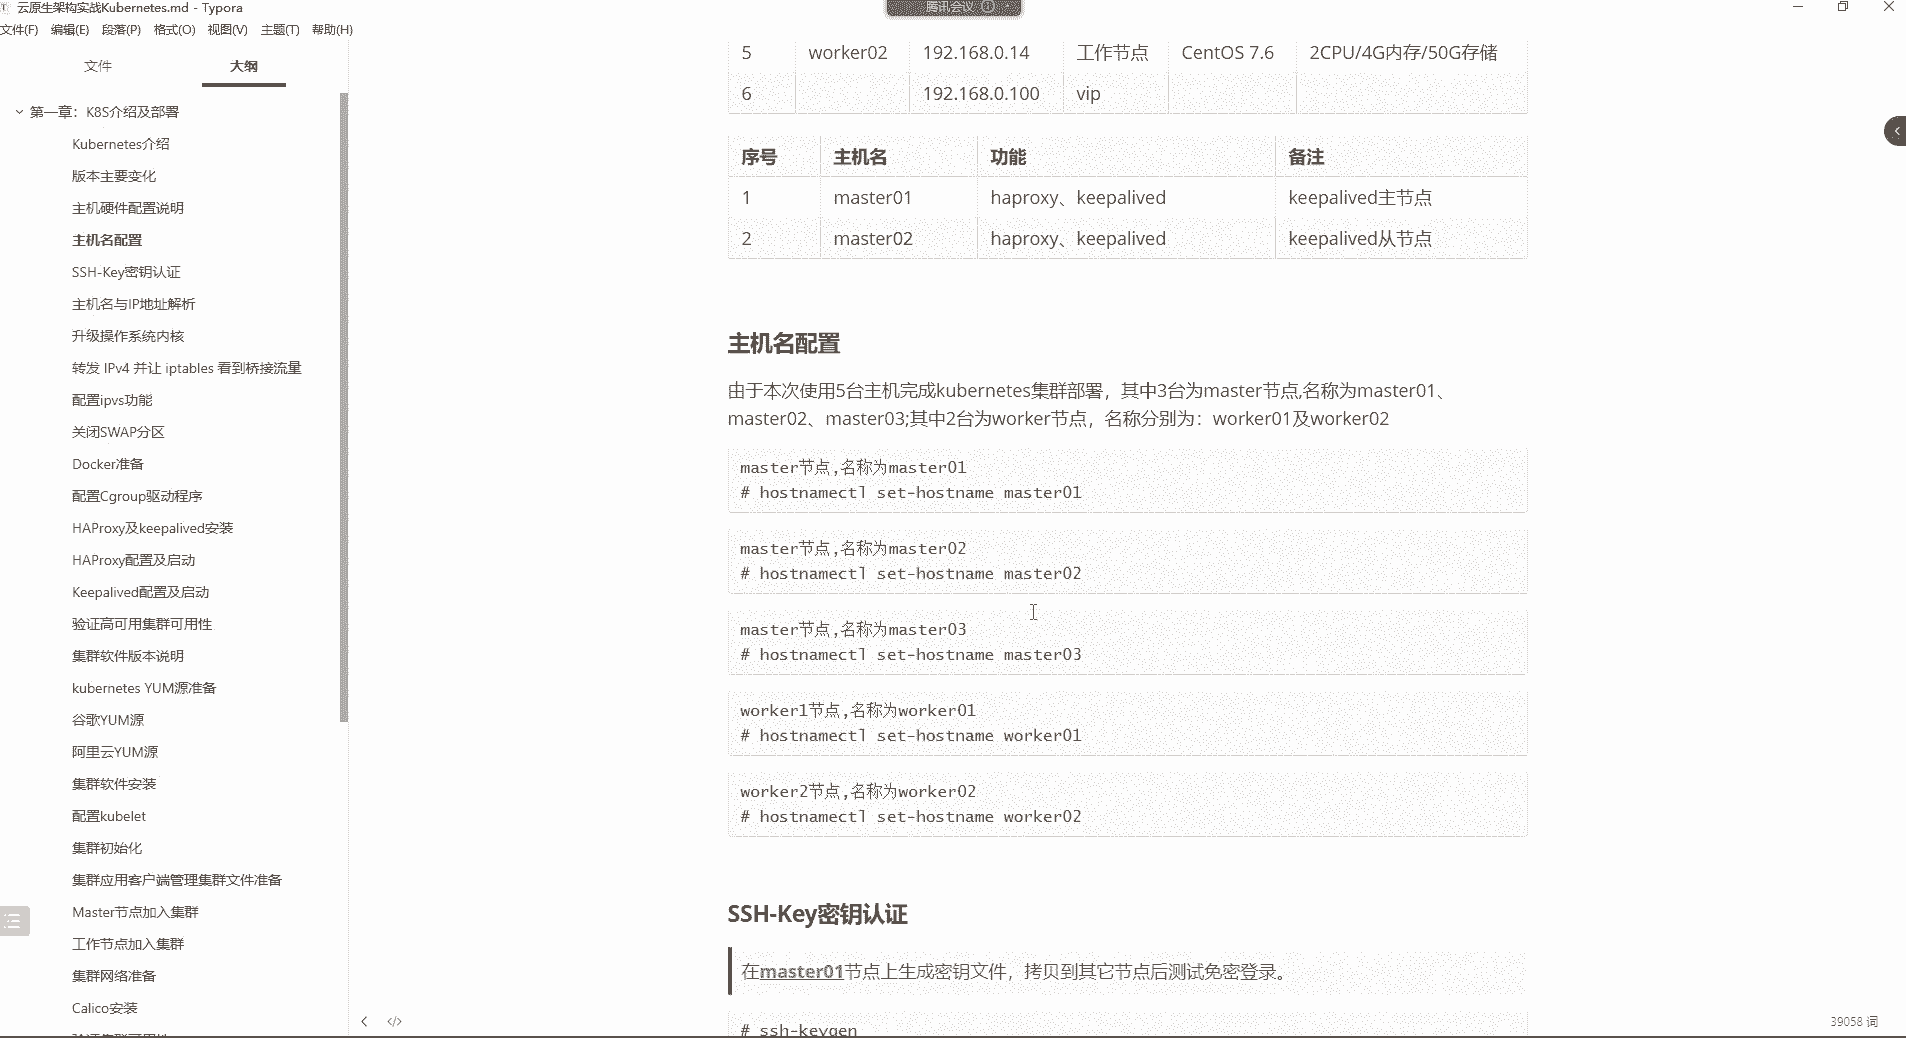 云原生架构实战Kubernetes.md - Typora
腾讯会议
文件(F) 编辑(E) 段落(P) 格式(O) 视图(V) 主题(T) 帮助(H)
文件 大纲
第一章：K8S介绍及部署
Kubernetes介绍
版本主要变化
主机硬件配置说明
主机名配置
SSH-Key密钥认证
主机名与IP地址解析
升级操作系统内核
转发 IPv4 并让 iptables 看到桥接流量
配置ipvs功能
关闭SWAP分区
Docker准备
配置Cgroup驱动程序
HAProxy及keepalived安装
HAProxy配置及启动
Keepalived配置及启动
验证高可用集群可用性
集群软件版本说明
kubernetes YUM源准备
谷歌YUM源
阿里云YUM源
集群软件安装
配置kubelet
集群初始化
集群应用客户端管理集群文件准备
Master节点加入集群
工作节点加入集群
集群网络准备
Calico安装
5 worker02 192.168.0.14 工作节点 CentOS 7.6 2CPU/4G内存/50G存储
6 192.168.0.100 vip
序号 主机名 功能 备注
1 master01 haproxy、keepalived keepalived主节点
2 master02 haproxy、keepalived keepalived从节点
主机名配置
由于本次使用5台主机完成kubernetes集群部署，其中3台为master节点,名称为master01、
master02、master03;其中2台为worker节点，名称分别为：worker01及worker02
master节点,名称为master01
# hostnamectl set-hostname master01
master节点,名称为master02
# hostnamectl set-hostname master02
master节点,名称为master03
# hostnamectl set-hostname master03
worker1节点,名称为worker01
# hostnamectl set-hostname worker01
worker2节点,名称为worker02
# hostnamectl set-hostname worker02
SSH-Key密钥认证
在master01节点上生成密钥文件，拷贝到其它节点后测试免密登录。
# ssh-keygen
39058 词